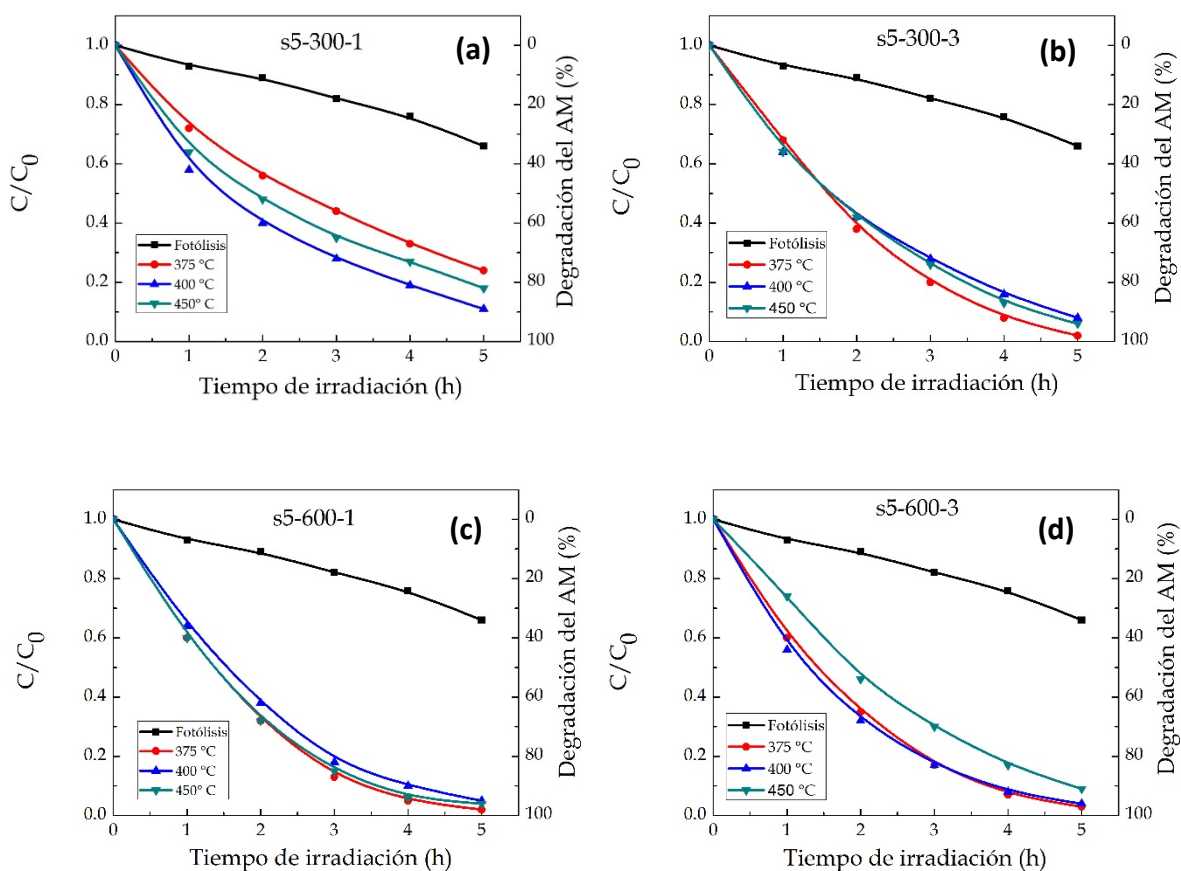 s5-300-1
(a)
C/C0
1.0
0.8
0.6
0.4
0.2
0.0
Fotólisis
375 °C
400 °C
450° C
0 1 2 3 4 5
Tiempo de irradiación (h)
0
20
40
60
80
100
Degradación del AM (%)
s5-300-3
(b)
C/C0
1.0
0.8
0.6
0.4
0.2
0.0
Fotólisis
375 °C
400 °C
450 °C
0 1 2 3 4 5
Tiempo de irradiación (h)
0
20
40
60
80
100
Degradación del AM (%)
s5-600-1
(c)
C/C0
1.0
0.8
0.6
0.4
0.2
0.0
Fotólisis
375 °C
400 °C
450° C
0 1 2 3 4 5
Tiempo de irradiación (h)
0
20
40
60
80
100
Degradación del AM (%)
s5-600-3
(d)
C/C0
1.0
0.8
0.6
0.4
0.2
0.0
Fotólisis
375 °C
400 °C
450 °C
0 1 2 3 4 5
Tiempo de irradiación (h)
0
20
40
60
80
100
Degradación del AM (%)